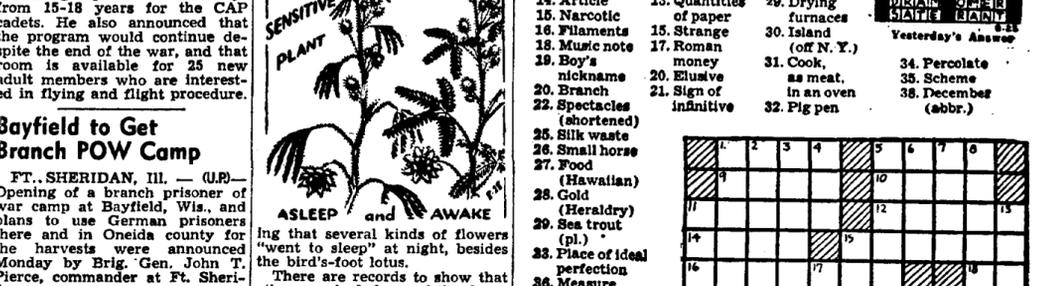 from 15-18 years for the CAP
cadets. He also announced that
the program would continue de-
spite the end of the war, and that
room is available for 25 new
adult members who are interest-
ed in flying and flight procedure.
Bayfield to Get
Branch POW Camp
FT. SHERIDAN, Ill. — (U.P.)—
Opening of a branch prisoner of
war camp at Bayfield, Wis., and
plans to use German prisoners
there and in Oneida county for
the harvests were announced
Monday by Brig. Gen. John T.
Pierce, commander at Ft. Sheri-
SENSITIVE
PLANT
ASLEEP and AWAKE
ing that several kinds of flowers
"went to sleep" at night, besides
the bird's-foot lotus.
There are records to show that
14. Article
15. Narcotic
16. Filaments
18. Music note
19. Boy's
nickname
20. Branch
22. Spectacles
(shortened)
25. Silk waste
26. Small horse
27. Food
(Hawaiian)
28. Gold
(Heraldry)
29. Sea trout
(pl.)
33. Place of ideal
perfection
36. Measure
13. Quantities
of paper
15. Strange
17. Roman
money
20. Elusive
21. Sign of
infinitive
29. Drying
furnaces
30. Island
(off N. Y.)
31. Cook,
as meat,
in an oven
32. Pig pen
SATE RANT
Yesterday's Answer
34. Percolate
35. Scheme
38. December
(abbr.)
1 2 3 4 5 6 7 8
9 10
11 12 13
14 15
16 17 18